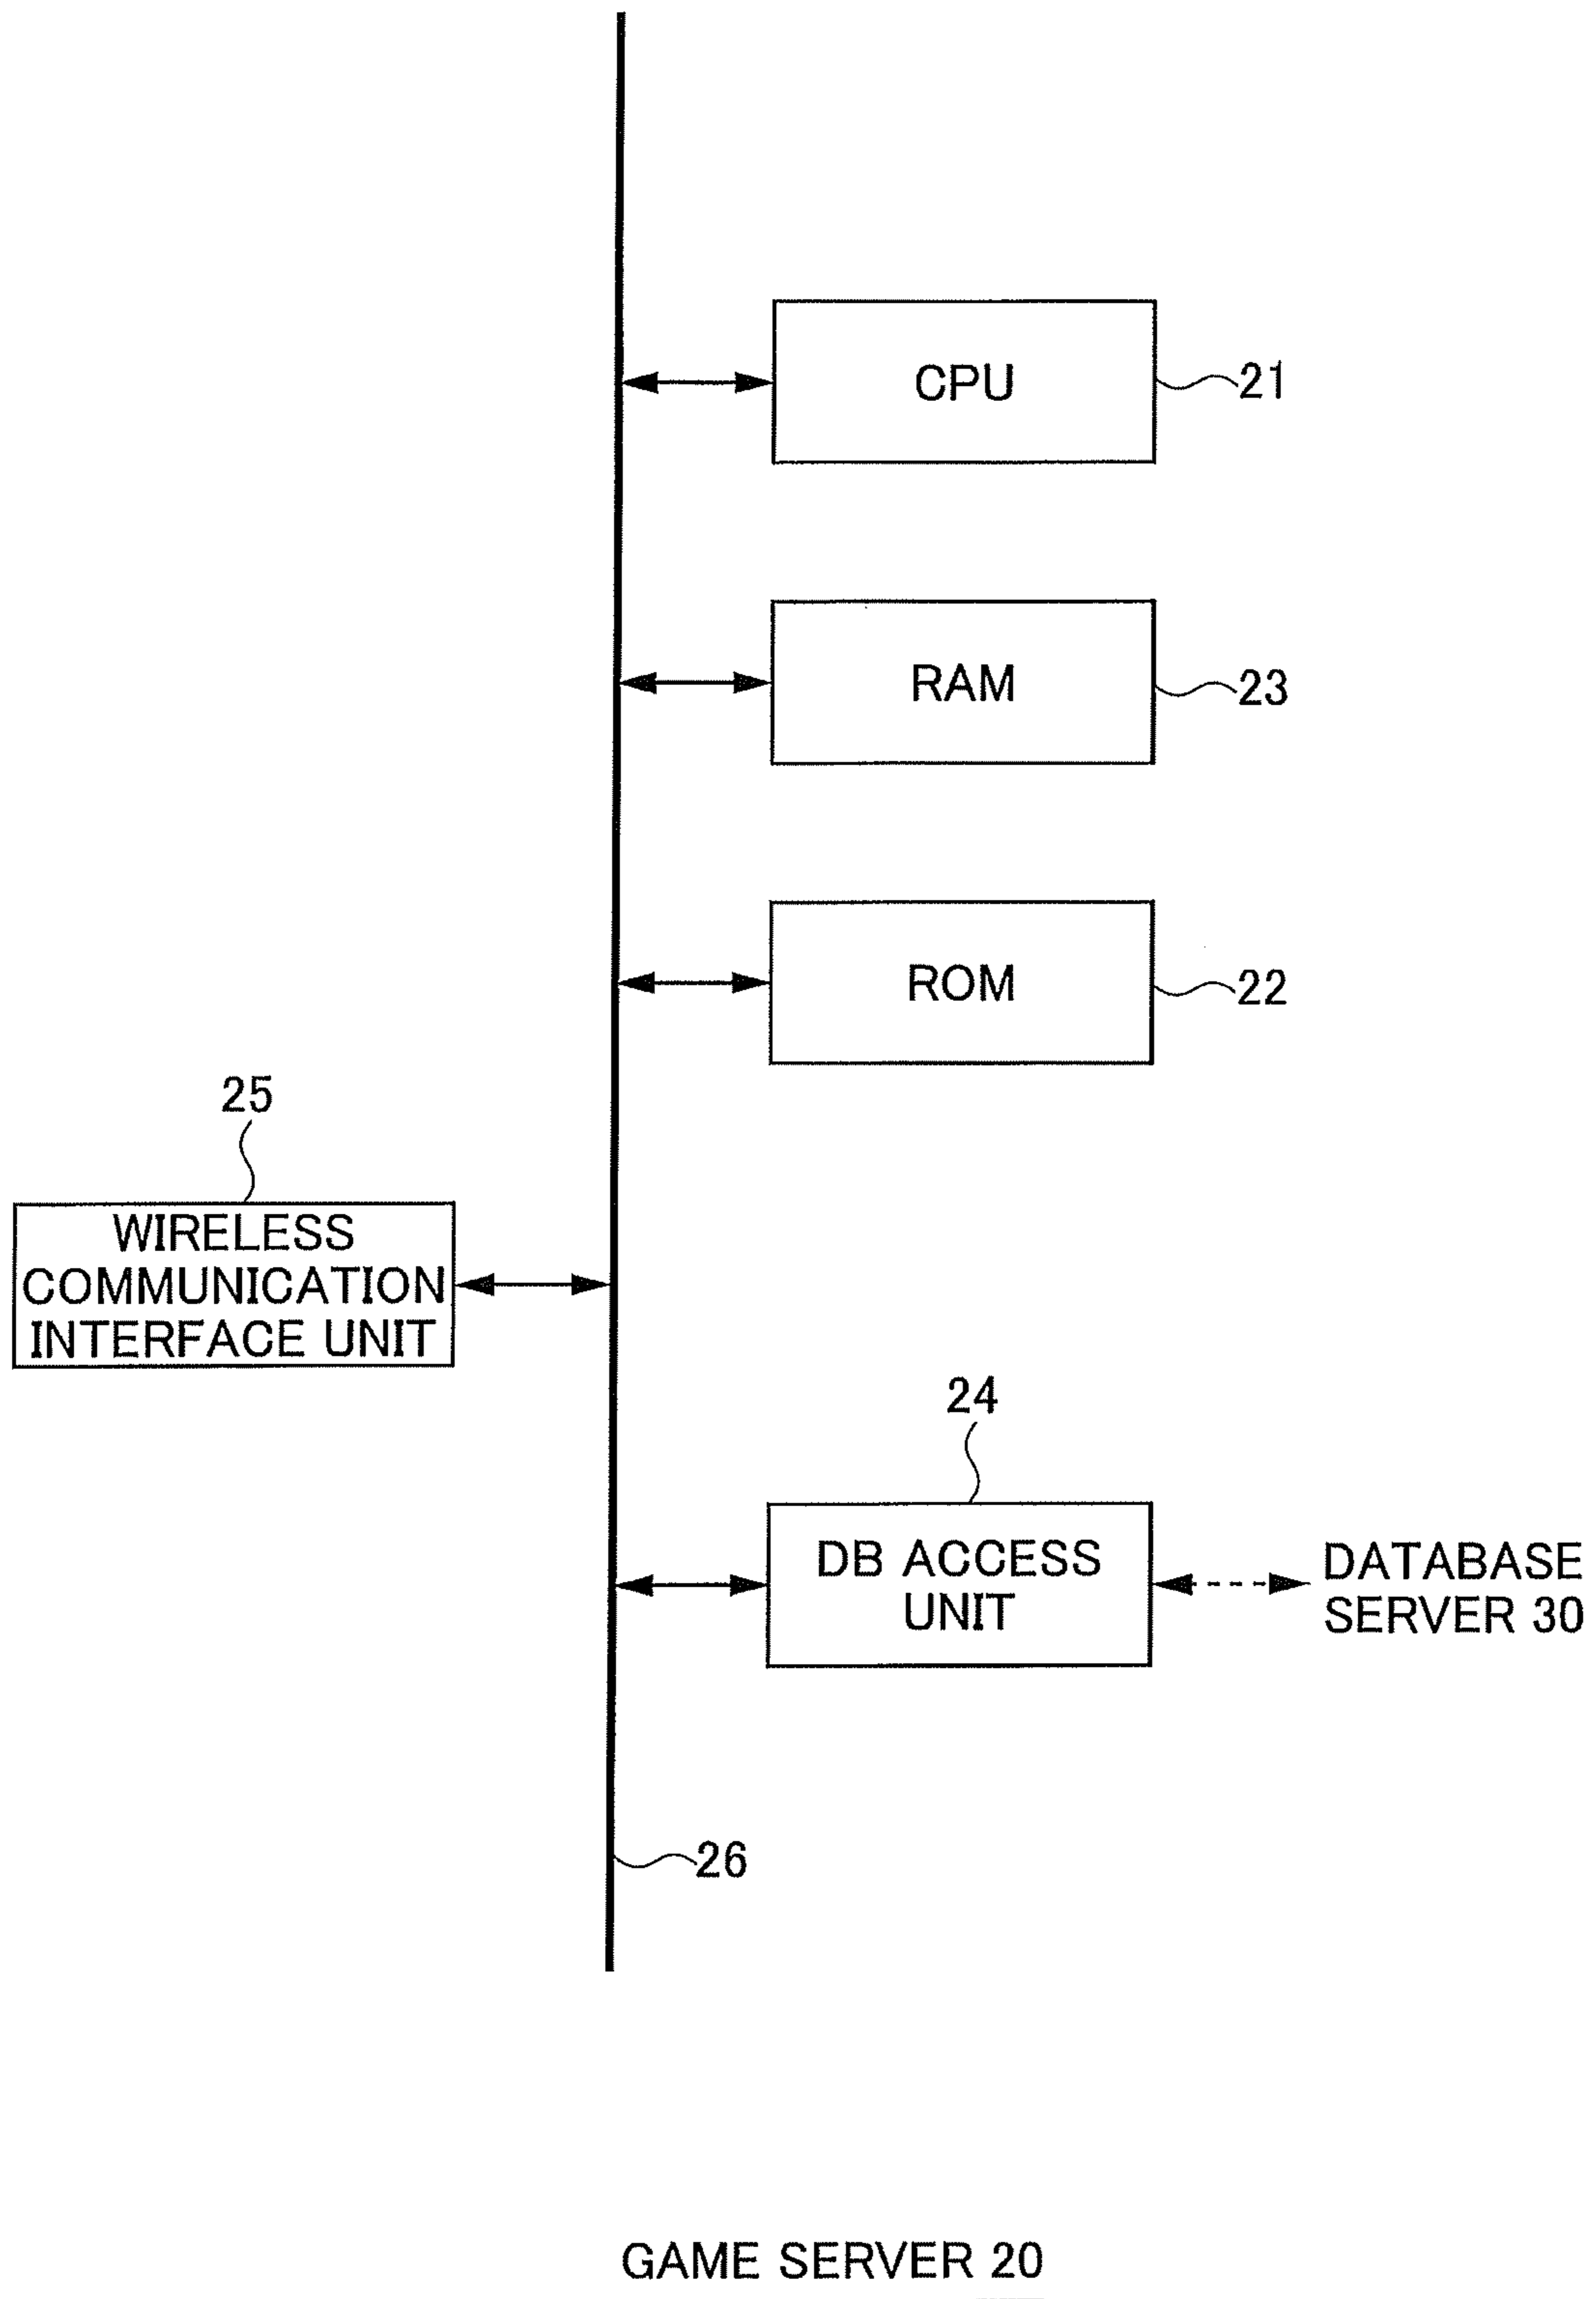 CPU
21
RAM
23
ROM
22
25
WIRELESS
COMMUNICATION
INTERFACE UNIT
24
DB ACCESS
UNIT
DATABASE
SERVER 30
26
GAME SERVER 20